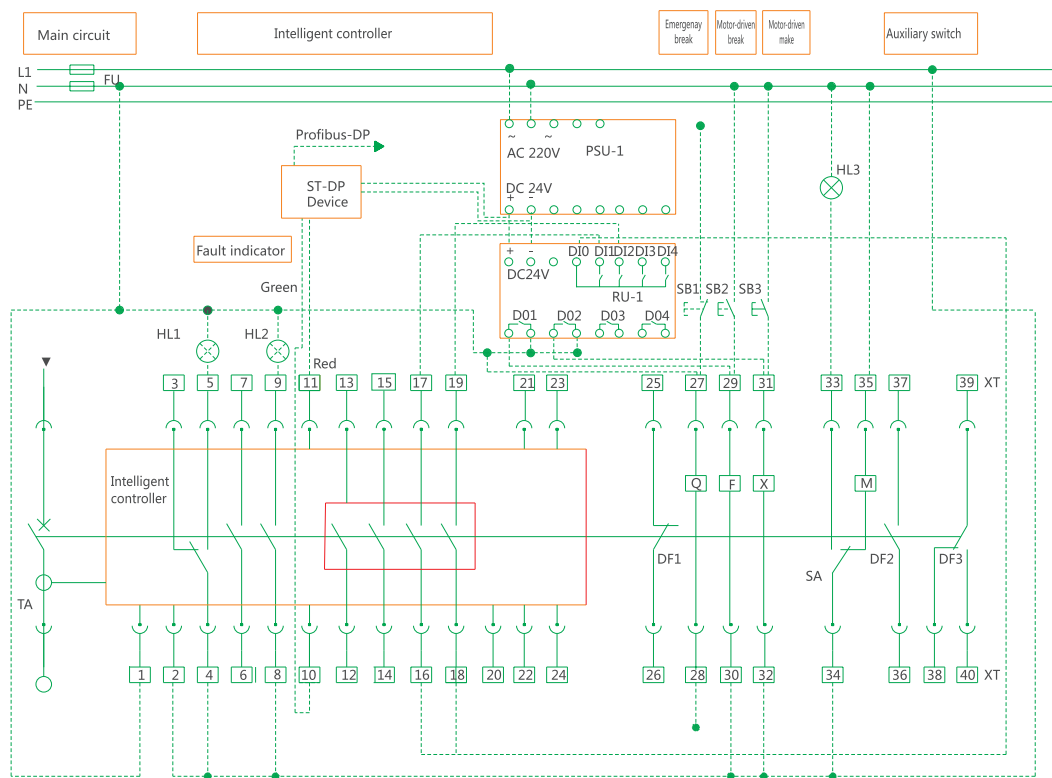 Main circuit
Intelligent controller
Emergenay break
Motor-driven break
Motor-driven make
Auxiliary switch
L1
FU
N
PE
Profibus-DP
~ ~
AC 220V PSU-1
DC 24V
+ -
ST-DP
Device
HL3
Fault indicator
+ - DI0 DI1 DI2 DI3 DI4
DC24V
RU-1
Green
SB1 SB2 SB3
D01 D02 D03 D04
HL1 HL2
Red
3 5 7 9 11 13 15 17 19 21 23 25 27 29 31 33 35 37 39 XT
Intelligent
controller
Q F X M
DF1 SA DF2 DF3
TA
1 2 4 6 8 10 12 14 16 18 20 22 24 26 28 30 32 34 36 38 40 XT